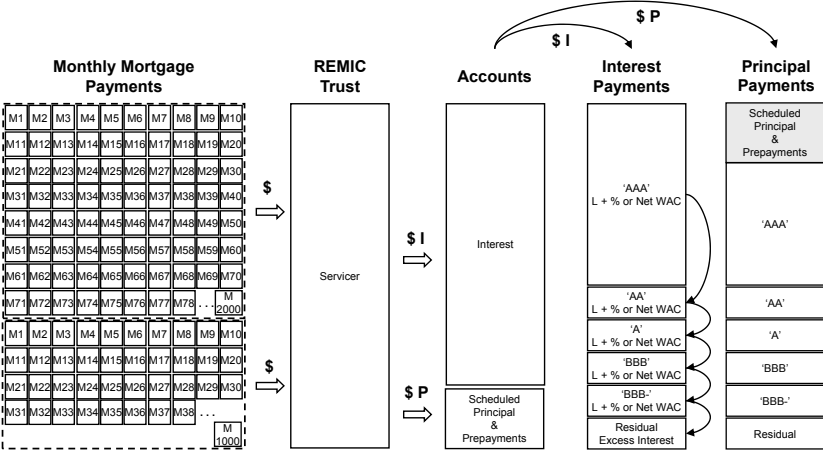 $ P
$ I
Monthly Mortgage
Payments
REMIC
Trust
Accounts
Interest
Payments
Principal
Payments
M1 M2 M3 M4 M5 M6 M7 M8 M9 M10
M11 M12 M13 M14 M15 M16 M17 M18 M19 M20
M21 M22 M23 M24 M25 M26 M27 M28 M29 M30
M31 M32 M33 M34 M35 M36 M37 M38 M39 M40
M41 M42 M43 M44 M45 M46 M47 M48 M49 M50
M51 M52 M53 M54 M55 M56 M57 M58 M59 M60
M61 M62 M63 M64 M65 M66 M67 M68 M69 M70
M71 M72 M73 M74 M75 M76 M77 M78 ... M
2000
M1 M2 M3 M4 M5 M6 M7 M8 M9 M10
M11 M12 M13 M14 M15 M16 M17 M18 M19 M20
M21 M22 M23 M24 M25 M26 M27 M28 M29 M30
M31 M32 M33 M34 M35 M36 M37 M38 ...
M
1000
$
$
Servicer
$ I
$ P
Interest
Scheduled
Principal
&
Prepayments
'AAA'
L + % or Net WAC
'AA'
L + % or Net WAC
'A'
L + % or Net WAC
'BBB'
L + % or Net WAC
'BBB-'
L + % or Net WAC
Residual
Excess Interest
Scheduled
Principal
&
Prepayments
'AAA'
'AA'
'A'
'BBB'
'BBB-'
Residual